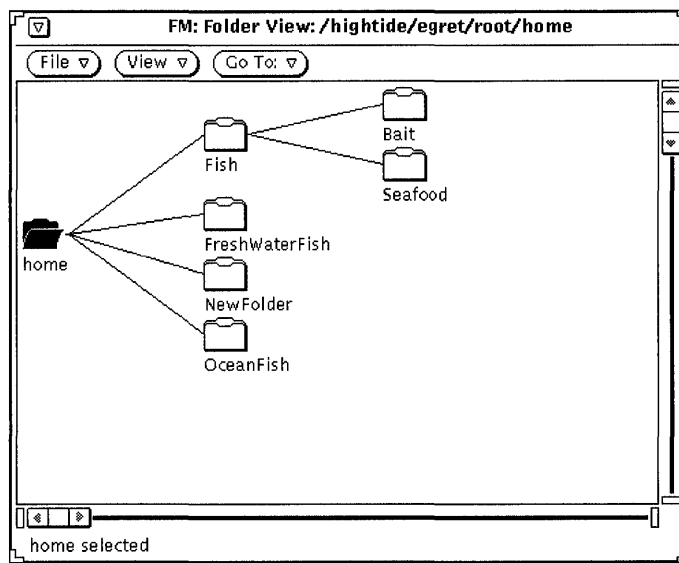 FM: Folder View: /hightide/egret/root/home
File View Go To:
Bait
Fish
Seafood
FreshWaterFish
home
NewFolder
OceanFish
home selected